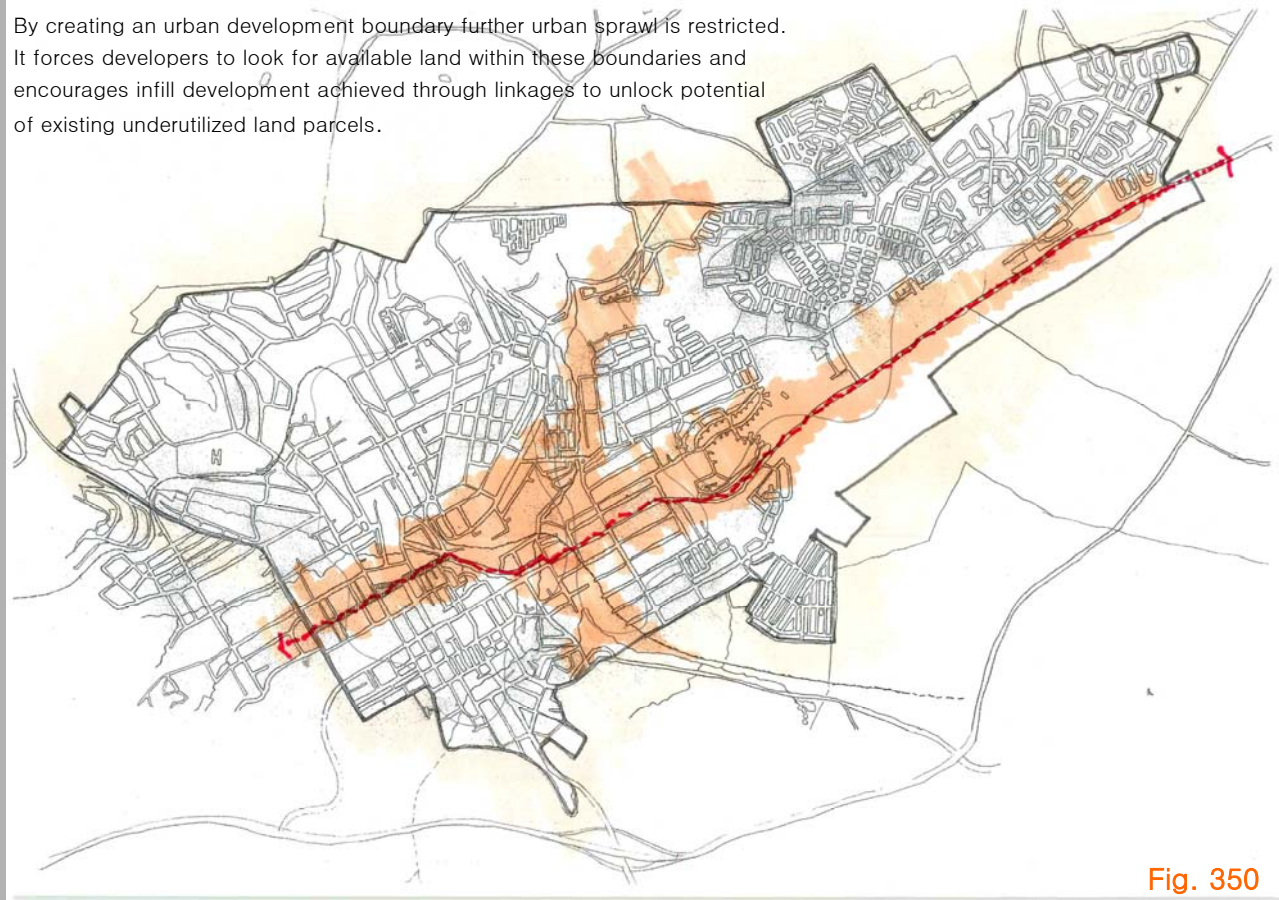 By creating an urban development boundary further urban sprawl is restricted.
It forces developers to look for available land within these boundaries and
encourages infill development achieved through linkages to unlock potential
of existing underutilized land parcels.
H
Fig. 350